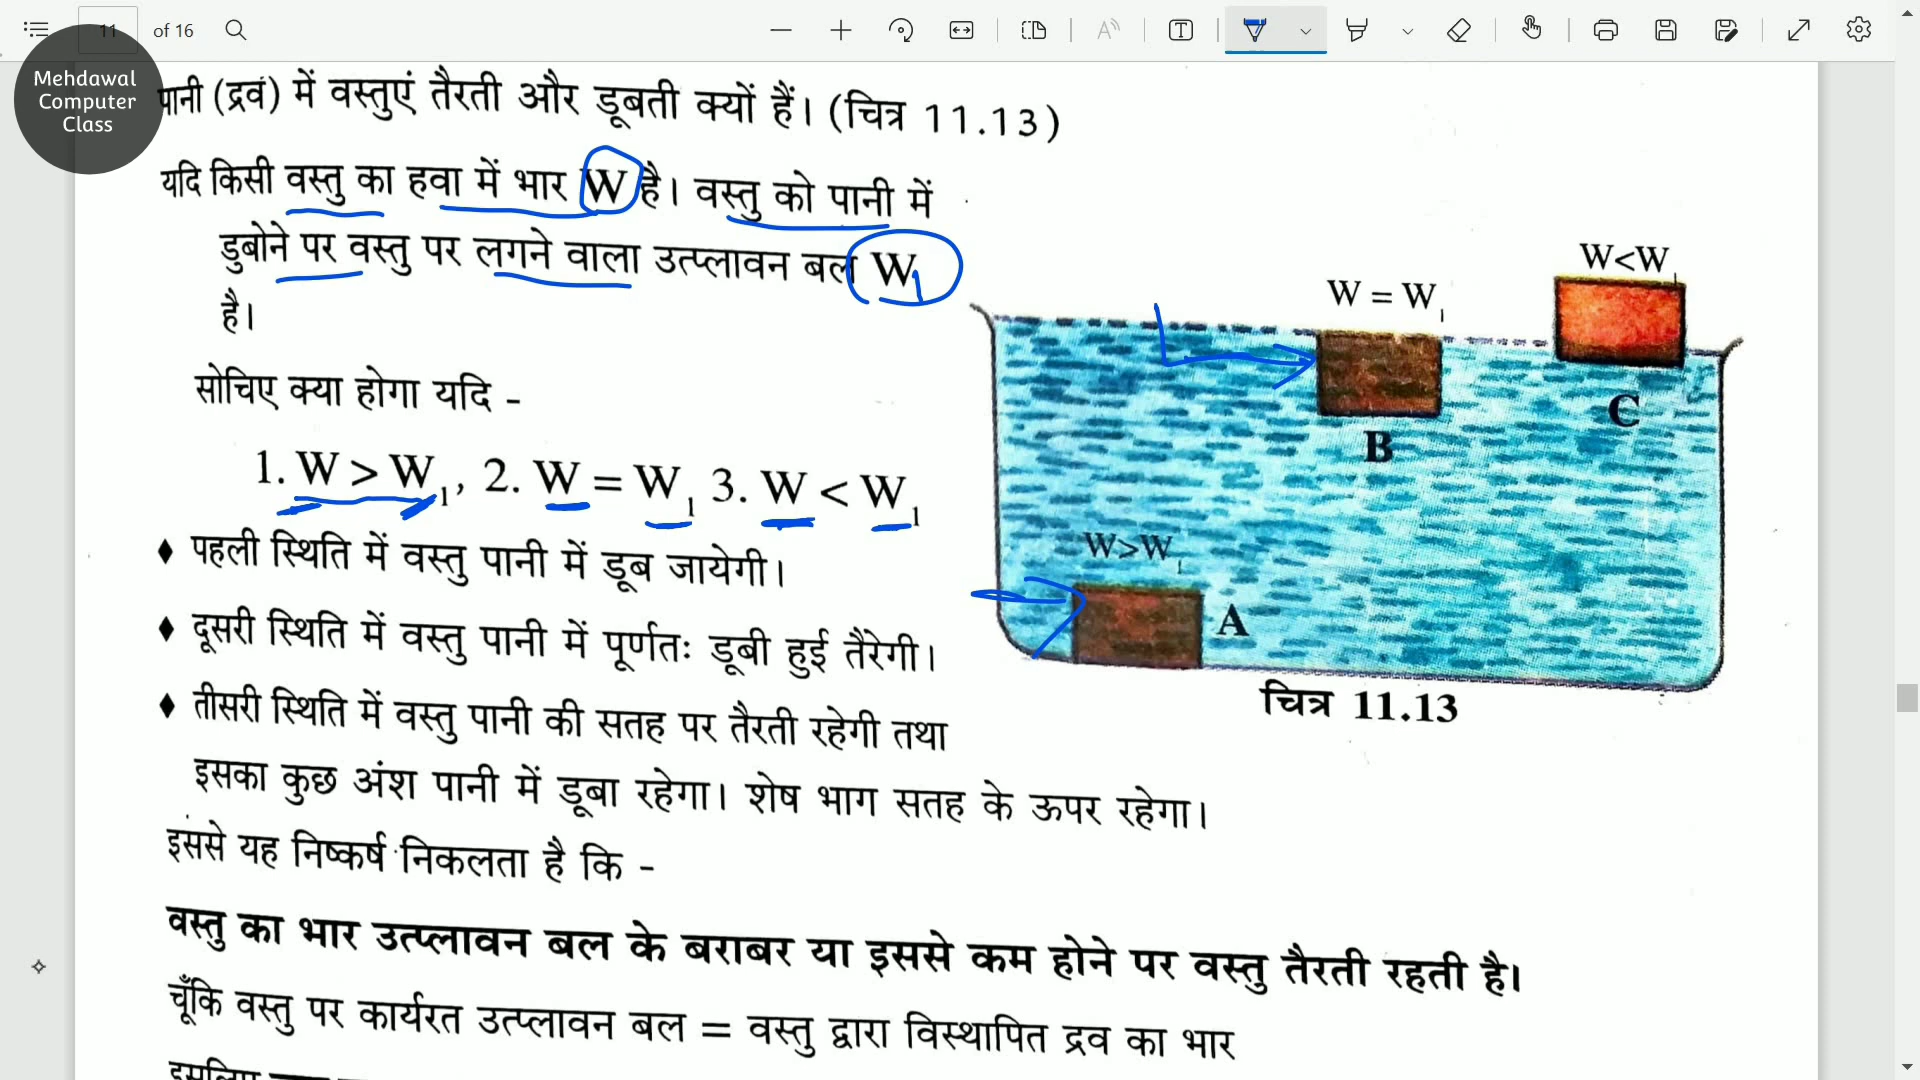 11 of 16
Mehdawal
Computer
Class
पानी (द्रव) में वस्तुएं तैरती और डूबती क्यों हैं। (चित्र 11.13)
यदि किसी वस्तु का हवा में भार W है। वस्तु को पानी में
डुबोने पर वस्तु पर लगने वाला उत्प्लावन बल W1
है।
सोचिए क्या होगा यदि -
1. W > W1, 2. W = W1 3. W < W1
♦ पहली स्थिति में वस्तु पानी में डूब जायेगी।
♦ दूसरी स्थिति में वस्तु पानी में पूर्णतः डूबी हुई तैरेगी।
♦ तीसरी स्थिति में वस्तु पानी की सतह पर तैरती रहेगी तथा
इसका कुछ अंश पानी में डूबा रहेगा। शेष भाग सतह के ऊपर रहेगा।
इससे यह निष्कर्ष निकलता है कि -
वस्तु का भार उत्प्लावन बल के बराबर या इससे कम होने पर वस्तु तैरती रहती है।
चूँकि वस्तु पर कार्यरत उत्प्लावन बल = वस्तु द्वारा विस्थापित द्रव का भार
W<W1
W = W1
C
B
W>W1
A
चित्र 11.13